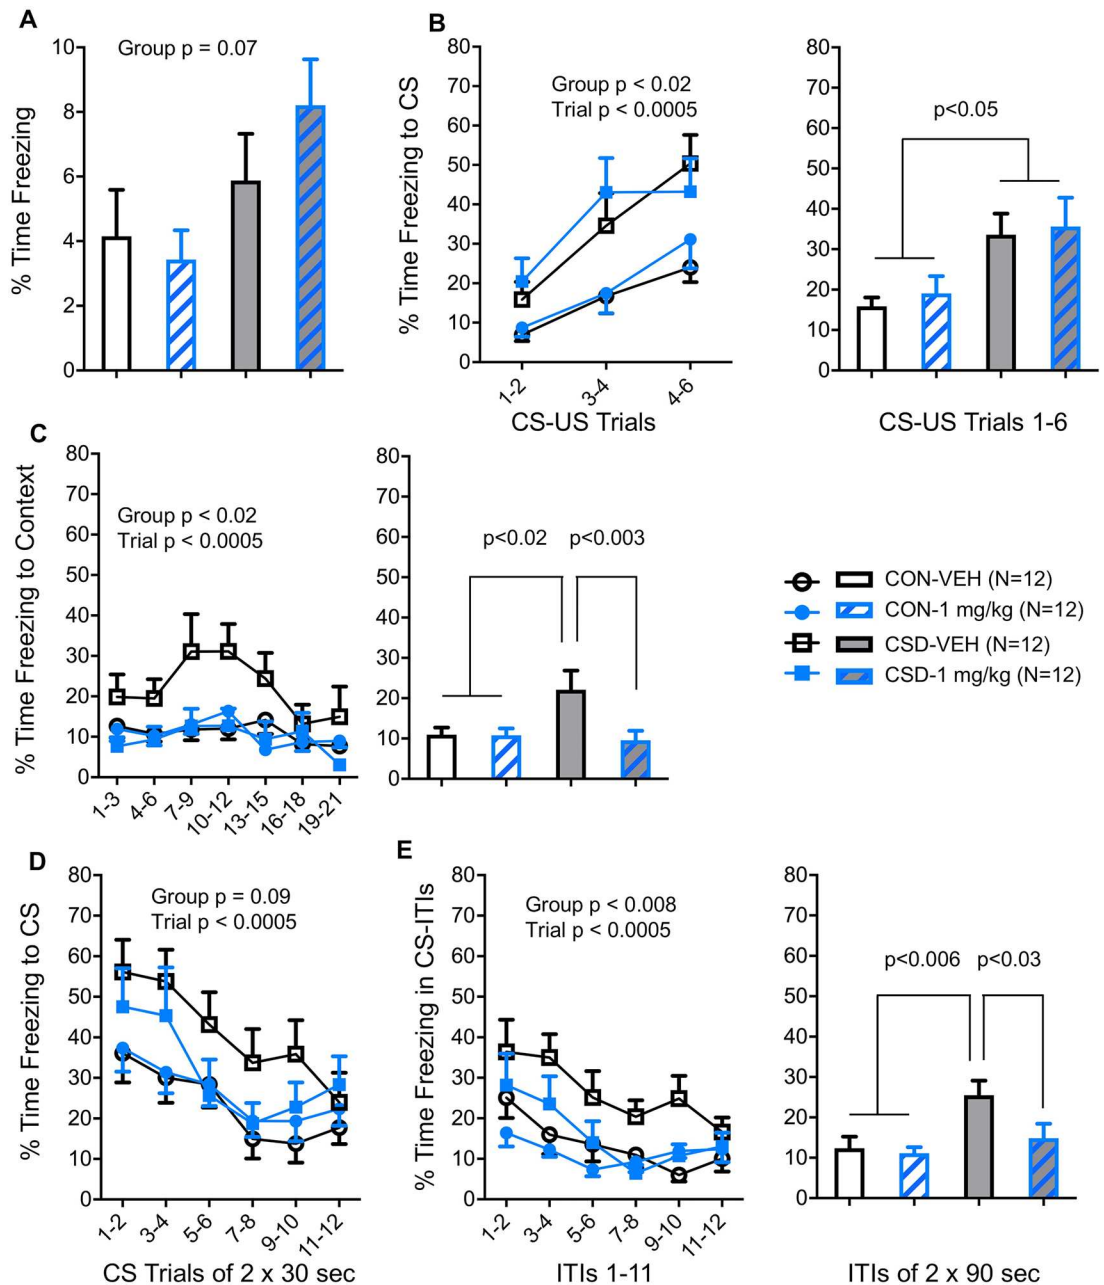 A
Group p = 0.07
% Time Freezing
10
8
6
4
2
0
B
Group p < 0.02
Trial p < 0.0005
% Time Freezing to CS
80
70
60
50
40
30
20
10
0
1-2
3-4
4-6
CS-US Trials
80
70
60
50
40
30
20
10
0
p<0.05
CS-US Trials 1-6
C
Group p < 0.02
Trial p < 0.0005
% Time Freezing to Context
80
70
60
50
40
30
20
10
0
1-3
4-6
7-9
10-12
13-15
16-18
19-21
80
70
60
50
40
30
20
10
0
p<0.02
p<0.003
CON-VEH (N=12)
CON-1 mg/kg (N=12)
CSD-VEH (N=12)
CSD-1 mg/kg (N=12)
D
Group p = 0.09
Trial p < 0.0005
% Time Freezing to CS
80
70
60
50
40
30
20
10
0
1-2
3-4
5-6
7-8
9-10
11-12
CS Trials of 2 x 30 sec
E
Group p < 0.008
Trial p < 0.0005
% Time Freezing in CS-ITIs
80
70
60
50
40
30
20
10
0
1-2
3-4
5-6
7-8
9-10
11-12
ITIs 1-11
80
70
60
50
40
30
20
10
0
p<0.006
p<0.03
ITIs of 2 x 90 sec